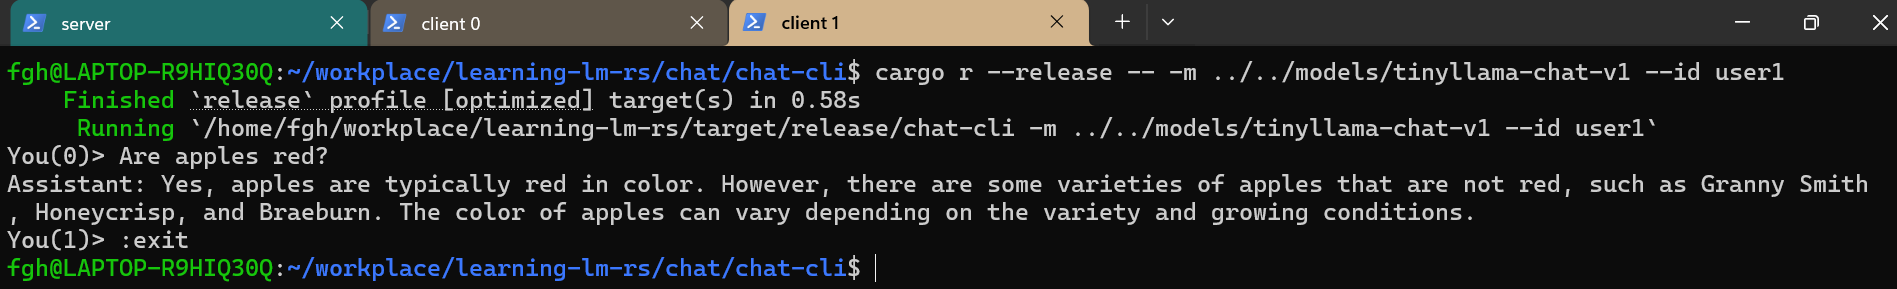 server client 0 client 1
fgh@LAPTOP-R9HIQ30Q:~/workplace/learning-lm-rs/chat/chat-cli$ cargo r --release -- -m ../../models/tinyllama-chat-v1 --id user1
Finished `release` profile [optimized] target(s) in 0.58s
Running `/home/fgh/workplace/learning-lm-rs/target/release/chat-cli -m ../../models/tinyllama-chat-v1 --id user1`
You(0)> Are apples red?
Assistant: Yes, apples are typically red in color. However, there are some varieties of apples that are not red, such as Granny Smith
, Honeycrisp, and Braeburn. The color of apples can vary depending on the variety and growing conditions.
You(1)> :exit
fgh@LAPTOP-R9HIQ30Q:~/workplace/learning-lm-rs/chat/chat-cli$